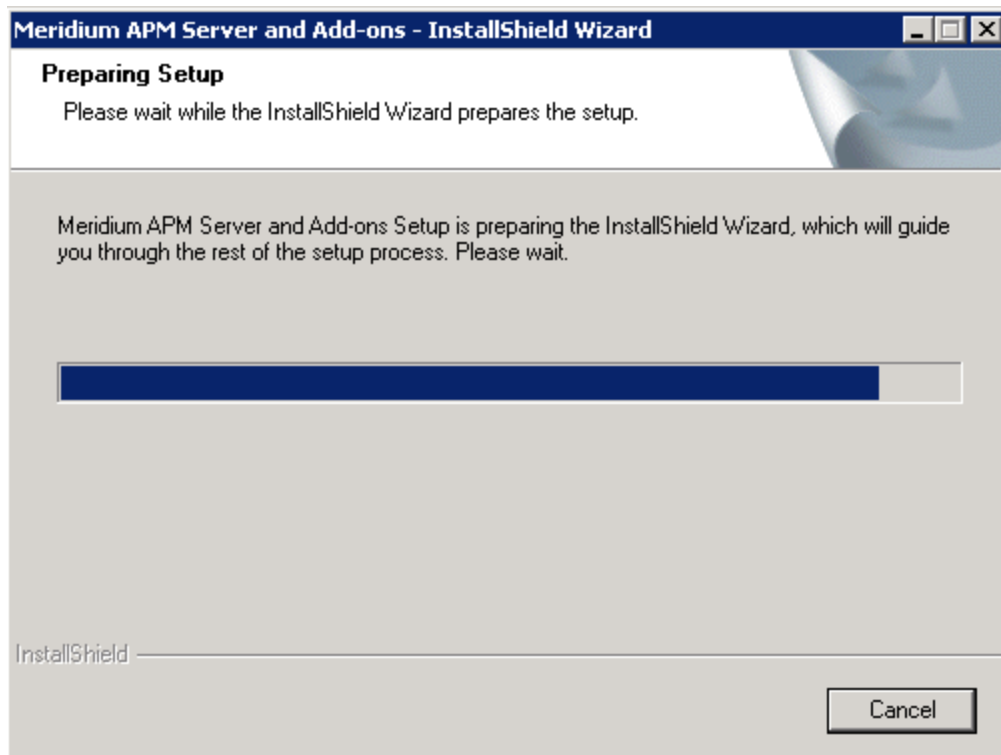 Meridium APM Server and Add-ons - InstallShield Wizard
Preparing Setup
Please wait while the InstallShield Wizard prepares the setup.
Meridium APM Server and Add-ons Setup is preparing the InstallShield Wizard, which will guide
you through the rest of the setup process. Please wait.
InstallShield
Cancel